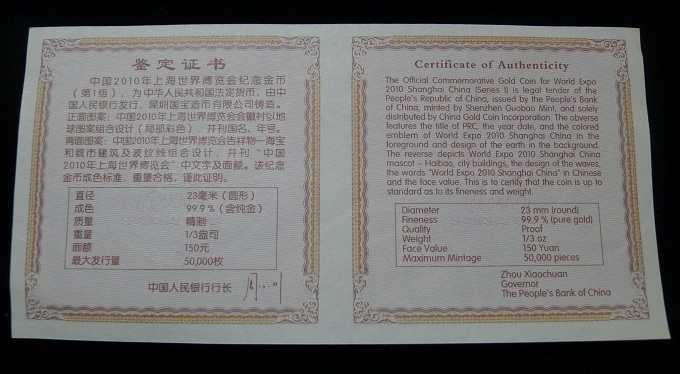 鉴定证书
中国2010年上海世界博览会纪念金币
（第1组），为中华人民共和国法定货币，由中
国人民银行发行，深圳国宝造币有限公司铸造。
正面图案：中国2010年上海世界博览会会徽衬以地
球图案组合设计（局部彩色），并刊国名、年号。
背面图案：中国2010年上海世界博览会吉祥物—海宝
和城市建筑及波纹线组合设计，并刊“中国
2010年上海世界博览会”中文字及面额。该纪念
金币成色标准，重量合格，谨此证明。
直径 23毫米（圆形）
成色 99.9％（含纯金）
质量 精制
重量 1/3盎司
面额 150元
最大发行量 50,000枚
中国人民银行行长
Certificate of Authenticity
The Official Commemorative Gold Coin for World Expo
2010 Shanghai China (Series I) is legal tender of the
People's Republic of China, issued by the People's Bank
of China, minted by Shenzhen Guobao Mint, and solely
distributed by China Gold Coin Incorporation. The obverse
features the title of PRC, the year date, and the colored
emblem of World Expo 2010 Shanghai China in the
foreground and design of the earth in the background.
The reverse depicts World Expo 2010 Shanghai China
mascot – Haibao, city buildings, the design of the waves,
the words "World Expo 2010 Shanghai China" in Chinese
and the face value. This is to certify that the coin is up to
standard as to its fineness and weight.
Diameter 23 mm (round)
Fineness 99.9 % (pure gold)
Quality Proof
Weight 1/3 oz
Face Value 150 Yuan
Maximum Mintage 50,000 pieces
Zhou Xiaochuan
Governor
The People's Bank of China